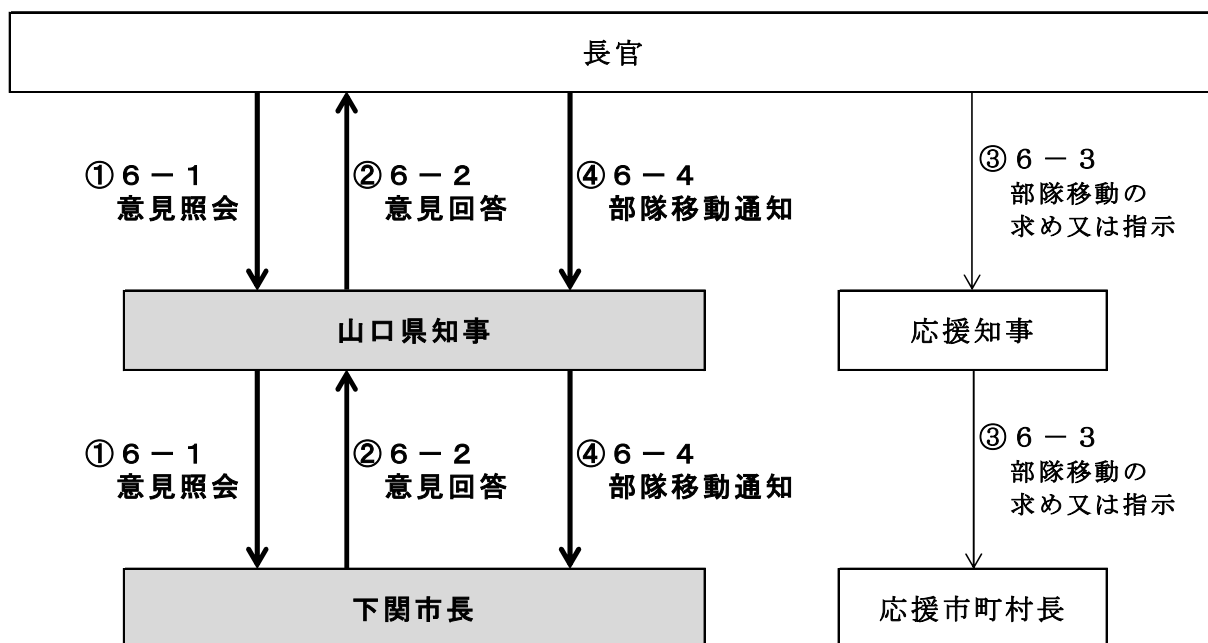 長官
①６－１
意見照会
②６－２
意見回答
④６－４
部隊移動通知
③６－３
部隊移動の
求め又は指示
山口県知事
応援知事
①６－１
意見照会
②６－２
意見回答
④６－４
部隊移動通知
③６－３
部隊移動の
求め又は指示
下関市長
応援市町村長